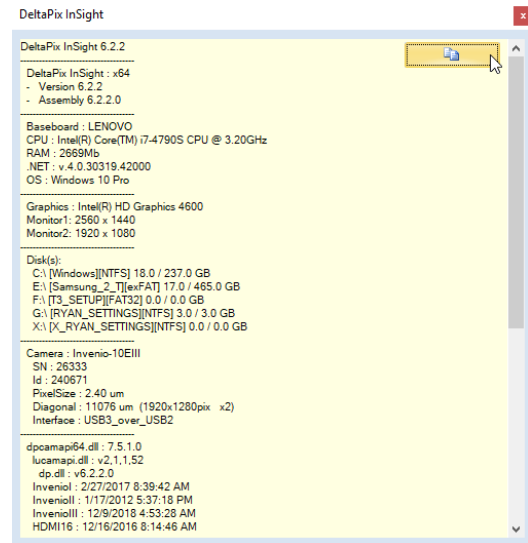 DeltaPix InSight
x
DeltaPix InSight 6.2.2
------------------------------------
DeltaPix InSight : x64
- Version 6.2.2
- Assembly 6.2.2.0
------------------------------------
Baseboard : LENOVO
CPU : Intel(R) Core(TM) i7-4790S CPU @ 3.20GHz
RAM : 2669Mb
.NET : v.4.0.30319.42000
OS : Windows 10 Pro
------------------------------------
Graphics : Intel(R) HD Graphics 4600
Monitor1: 2560 x 1440
Monitor2: 1920 x 1080
------------------------------------
Disk(s):
C:\ [Windows][NTFS] 18.0 / 237.0 GB
E:\ [Samsung_2_T][exFAT] 17.0 / 465.0 GB
F:\ [T3_SETUP][FAT32] 0.0 / 0.0 GB
G:\ [RYAN_SETTINGS][NTFS] 3.0 / 3.0 GB
X:\ [X_RYAN_SETTINGS][NTFS] 0.0 / 0.0 GB
------------------------------------
Camera : Invenio-10EIII
SN : 26333
Id : 240671
PixelSize : 2.40 um
Diagonal : 11076 um (1920x1280pix x2)
Interface : USB3_over_USB2
------------------------------------
dpcamapi64.dll : 7.5.1.0
lucamapi.dll : v2,1,1,52
dp.dll : v6.2.2.0
InvenioI : 2/27/2017 8:39:42 AM
InvenioII : 1/17/2012 5:37:18 PM
InvenioIII : 12/9/2018 4:53:28 AM
HDMI16 : 12/16/2016 8:14:46 AM